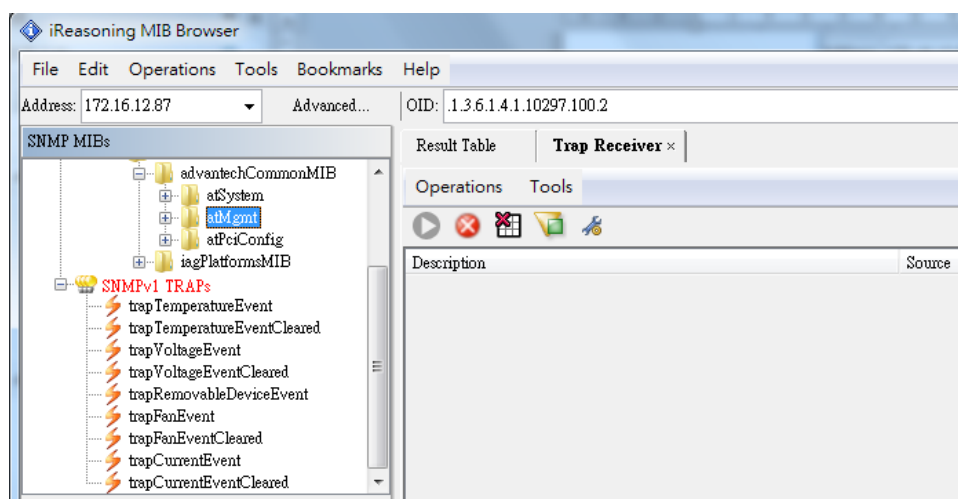 iReasoning MIB Browser
File Edit Operations Tools Bookmarks Help
Address: 172.16.12.87 Advanced... OID: .1.3.6.1.4.1.10297.100.2
SNMP MIBs
advantechCommonMIB
atSystem
atMgmt
atPciConfig
iagPlatformsMIB
SNMPv1 TRAPs
trapTemperatureEvent
trapTemperatureEventCleared
trapVoltageEvent
trapVoltageEventCleared
trapRemovableDeviceEvent
trapFanEvent
trapFanEventCleared
trapCurrentEvent
trapCurrentEventCleared
Result Table Trap Receiver ×
Operations Tools
Description Source